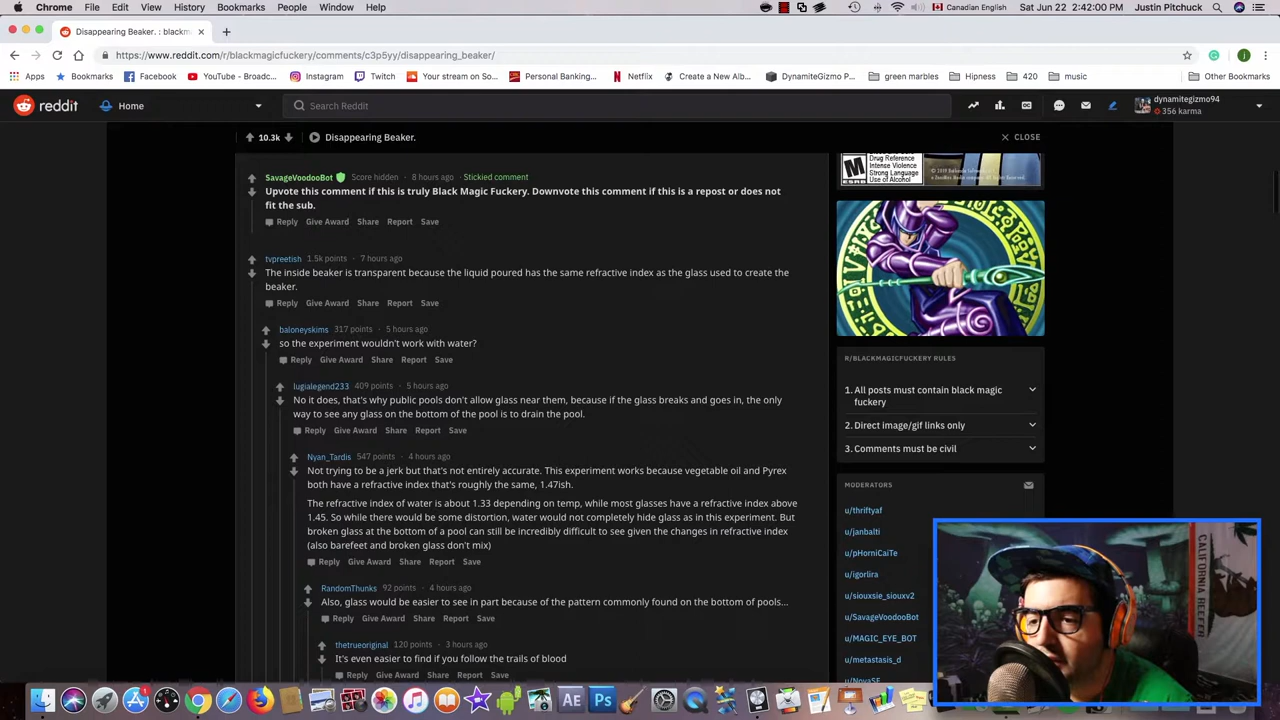 Chrome File Edit View History Bookmarks People Window Help Canadian English Sat Jun 22 2:42:00 PM Justin Pitchuck
Disappearing Beaker. : blackm
https://www.reddit.com/r/blackmagicfuckery/comments/c3p5yy/disappearing_beaker/
Apps Bookmarks Facebook YouTube - Broadc... Instagram Twitch Your stream on So... Personal Banking... Netflix Create a New Alb... DynamiteGizmo P... green marbles Hipness 420 music Other Bookmarks
reddit Home Search Reddit dynamitegizmo94
356 karma
10.3k Disappearing Beaker. CLOSE
SavageVoodooBot Score hidden · 8 hours ago · Stickied comment
Upvote this comment if this is truly Black Magic Fuckery. Downvote this comment if this is a repost or does not
fit the sub.
Reply Give Award Share Report Save
tvpreetish 1.5k points · 7 hours ago
The inside beaker is transparent because the liquid poured has the same refractive index as the glass used to create the
beaker.
Reply Give Award Share Report Save
baloneyskims 317 points · 5 hours ago
so the experiment wouldn't work with water?
Reply Give Award Share Report Save
lugialegend233 409 points · 5 hours ago
No it does, that's why public pools don't allow glass near them, because if the glass breaks and goes in, the only
way to see any glass on the bottom of the pool is to drain the pool.
Reply Give Award Share Report Save
Nyan_Tardis 547 points · 4 hours ago
Not trying to be a jerk but that's not entirely accurate. This experiment works because vegetable oil and Pyrex
both have a refractive index that's roughly the same, 1.47ish.
The refractive index of water is about 1.33 depending on temp, while most glasses have a refractive index above
1.45. So while there would be some distortion, water would not completely hide glass as in this experiment. But
broken glass at the bottom of a pool can still be incredibly difficult to see given the changes in refractive index
(also barefeet and broken glass don't mix)
Reply Give Award Share Report Save
RandomThunks 92 points · 4 hours ago
Also, glass would be easier to see in part because of the pattern commonly found on the bottom of pools...
Reply Give Award Share Report Save
thetrueoriginal 120 points · 3 hours ago
It's even easier to find if you follow the trails of blood
Reply Give Award Share Report Save
M
ESRB
Drug Reference
Intense Violence
Strong Language
Use of Alcohol
R/BLACKMAGICFUCKERY RULES
1. All posts must contain black magic
fuckery
2. Direct image/gif links only
3. Comments must be civil
MODERATORS
u/thriftyaf
u/janbalti
u/pHorniCaiTe
u/igorlira
u/siouxsie_siouxv2
u/SavageVoodooBot
u/MAGIC_EYE_BOT
u/metastasis_d
u/NovaSF
CALIFORNIA REPUBLIC
AE Ps